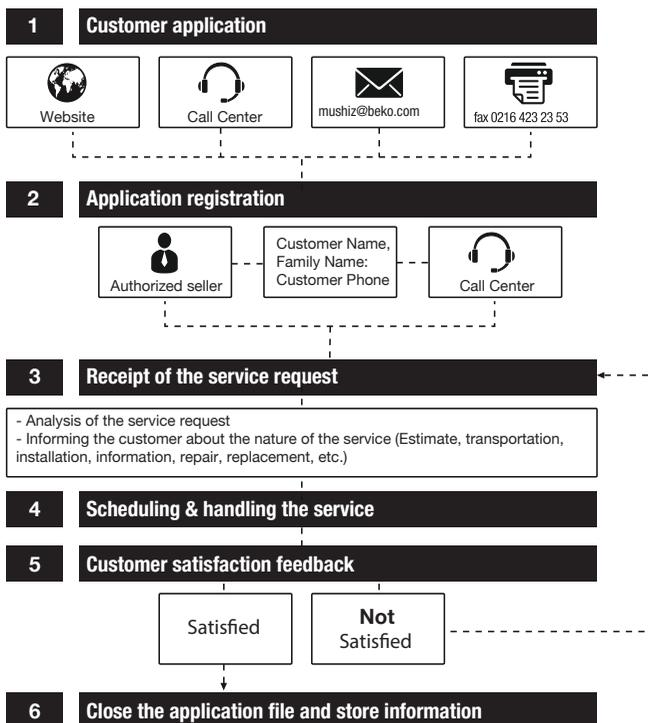 1 Customer application
Website
Call Center
mushiz@beko.com
fax 0216 423 23 53
2 Application registration
Authorized seller
Customer Name,
Family Name:
Customer Phone
Call Center
3 Receipt of the service request
- Analysis of the service request
- Informing the customer about the nature of the service (Estimate, transportation,
installation, information, repair, replacement, etc.)
4 Scheduling & handling the service
5 Customer satisfaction feedback
Satisfied
Not
Satisfied
6 Close the application file and store information